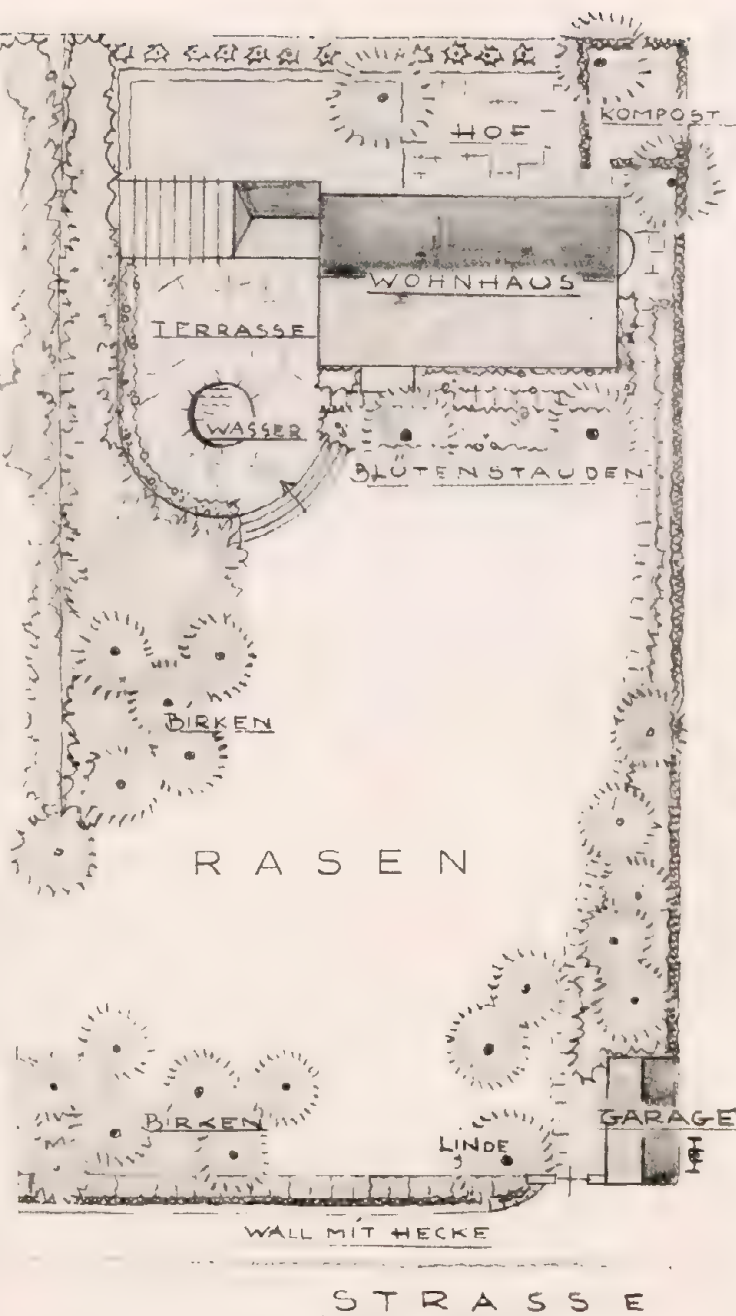 KOMPOST
HOF
WOHNHAUS
TERRASSE
WASSER
BLÜTENSTAUDEN
BIRKEN
RASEN
BIRKEN
LINDE
GARAGE
WALL MIT HECKE
STRASSE